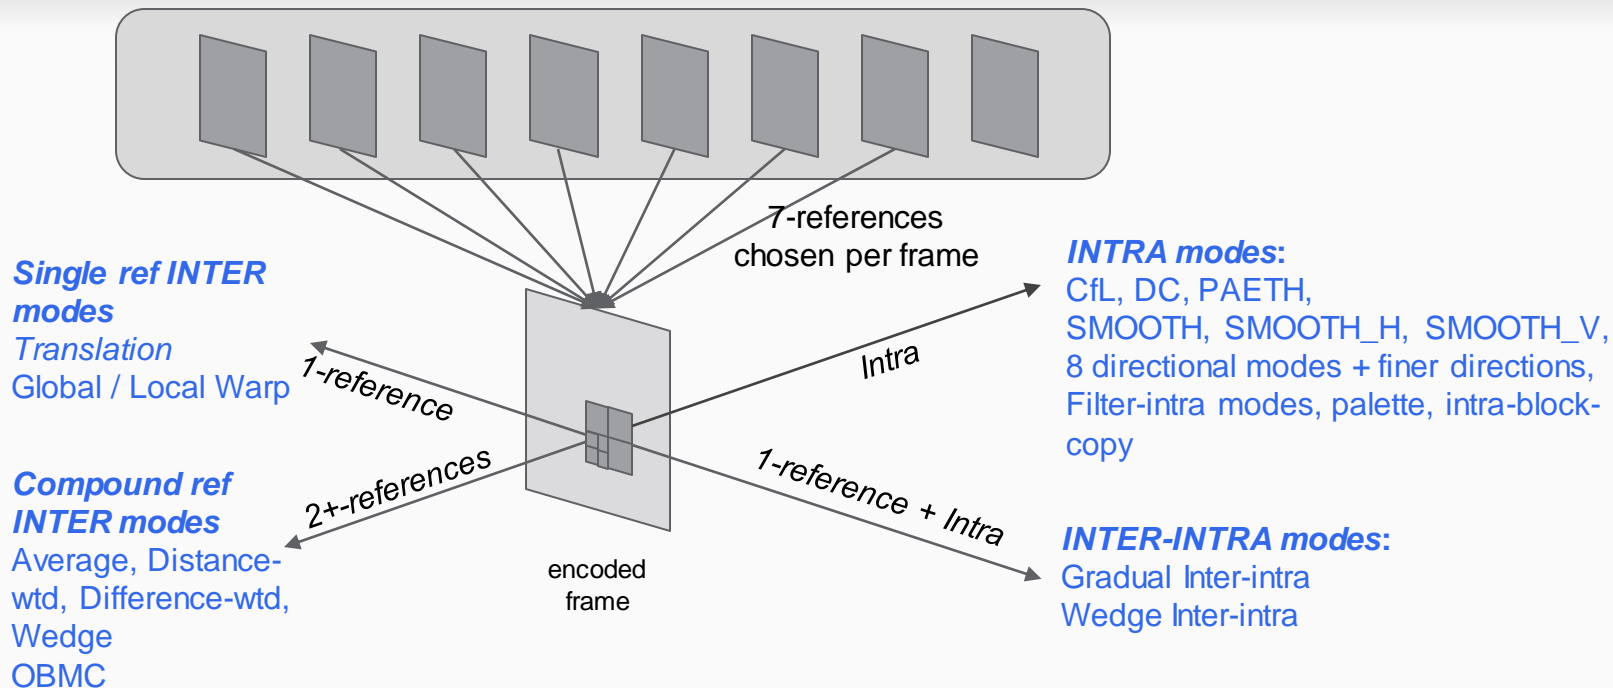 7-references
chosen per frame
Single ref INTER
modes
Translation
Global / Local Warp
1-reference
Compound ref
INTER modes
Average, Distance-
wtd, Difference-wtd,
Wedge
OBMC
2+-references
encoded
frame
Intra
INTRA modes:
CfL, DC, PAETH,
SMOOTH, SMOOTH_H, SMOOTH_V,
8 directional modes + finer directions,
Filter-intra modes, palette, intra-block-
copy
1-reference + Intra
INTER-INTRA modes:
Gradual Inter-intra
Wedge Inter-intra